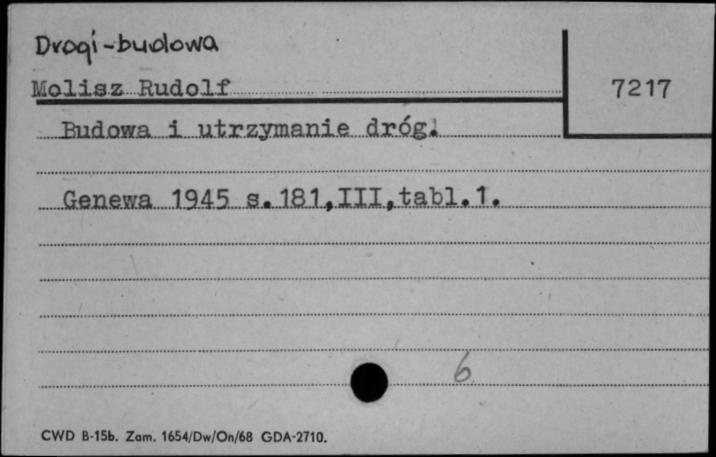 Drogi-budowa
Molisz Rudolf
7217
Budowa i utrzymanie dróg.
Genewa 1945 s.181,III,tabl.1.
6
CWD B-15b. Zam. 1654/Dw/On/68 GDA-2710.